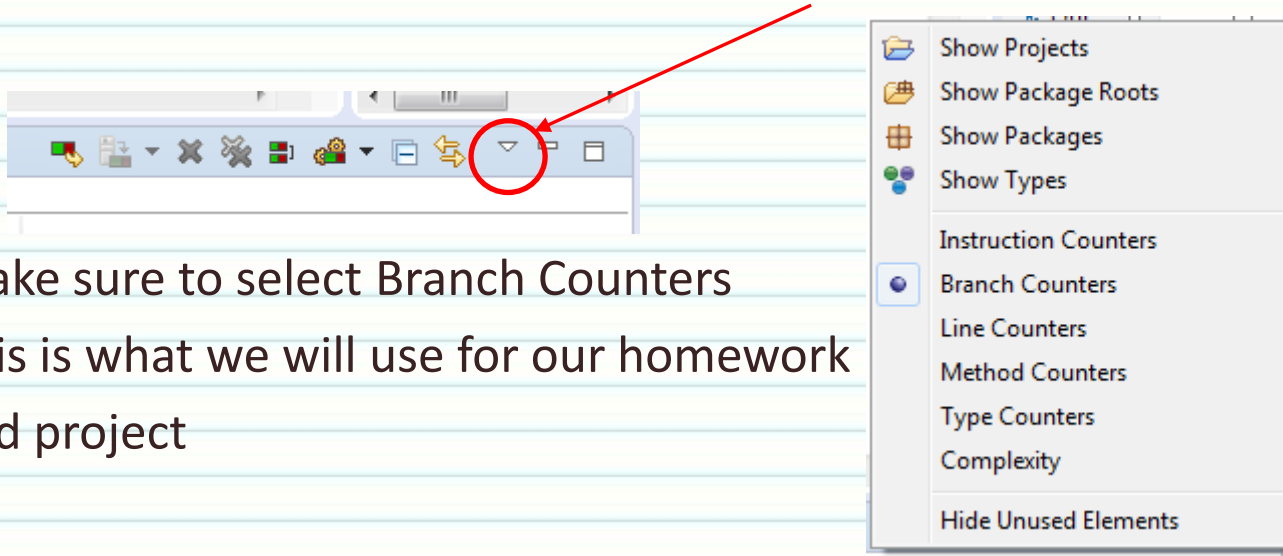 Show Projects
Show Package Roots
Show Packages
Show Types
Instruction Counters
Branch Counters
Line Counters
Method Counters
Type Counters
Complexity
Hide Unused Elements
ake sure to select Branch Counters
is is what we will use for our homework
d project